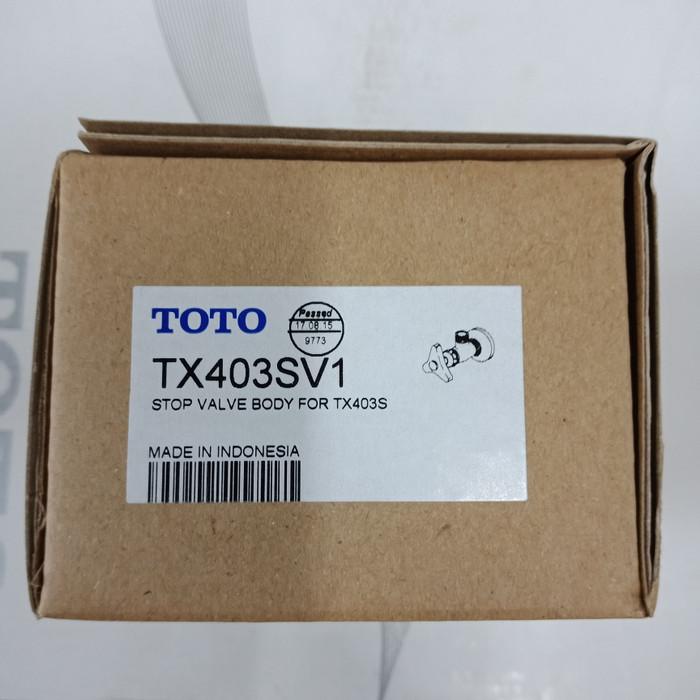 TOTO
Passed
17 08 15
9773
TX403SV1
STOP VALVE BODY FOR TX403S
MADE IN INDONESIA